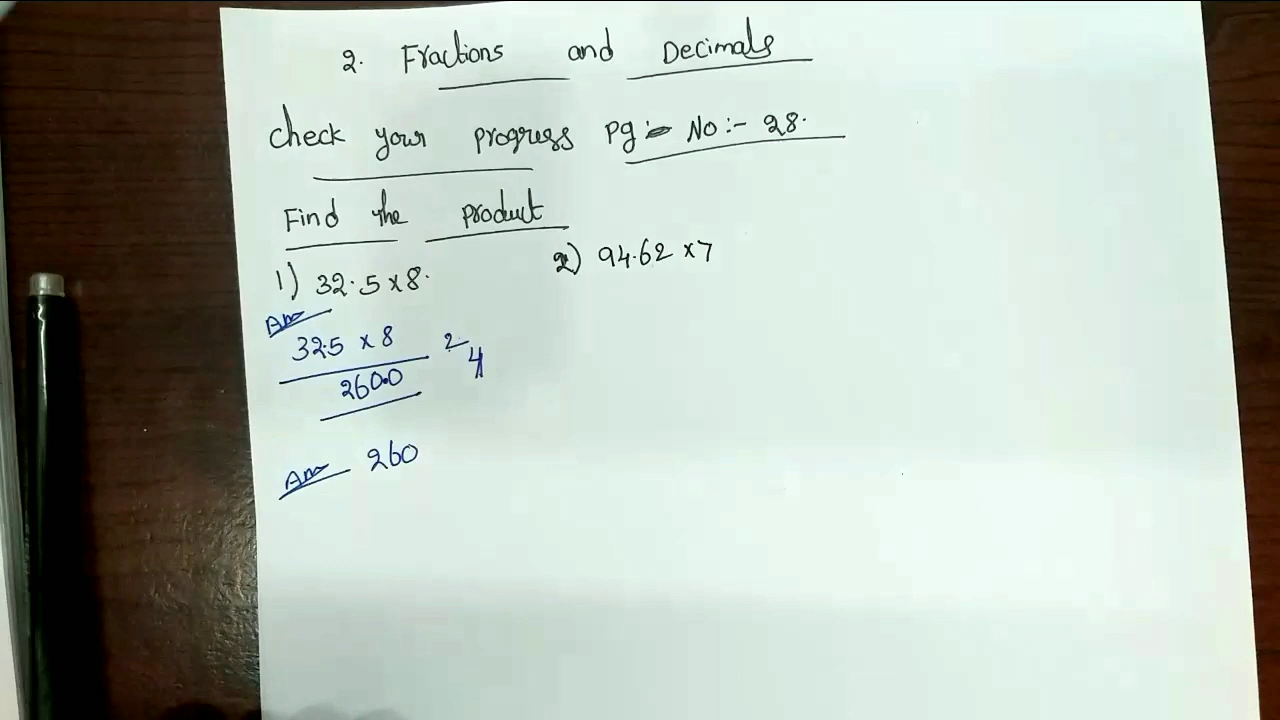 2. Fractions and Decimals
Check your progress Pg :- No :- 28.
Find the product
1) 32.5 x 8.
2) 94.62 x 7
Ans
32.5 x 8
2 4
260.0
Ans 260